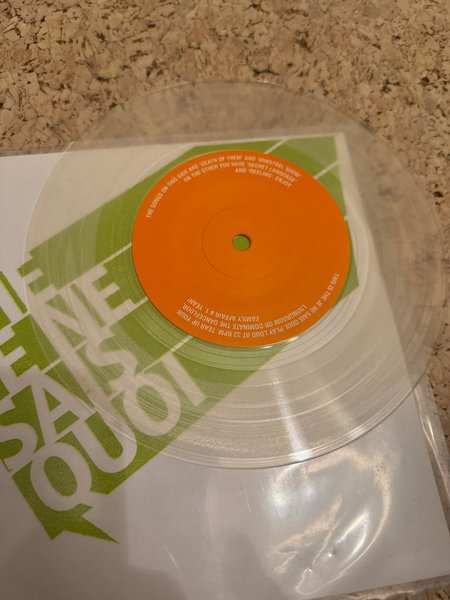 THE SONGS ON THIS SIDE ARE 'DEATH OF THEM' AND 'MINSTREL SHOW'
ON THE OTHER YOU HAVE 'SECRET LANGUAGE'
AND 'REELING'. ENJOY.
THIS IS THE JE NE SAIS QUOI. PLAY LOUD AT 33 RPM. TEAR UP YOUR
LIVINGROOM OR DOMINATE THE DANCEFLOOR.
FAMILY AFFAIR # 1. YEAH!
NE
SAIS
QUOI